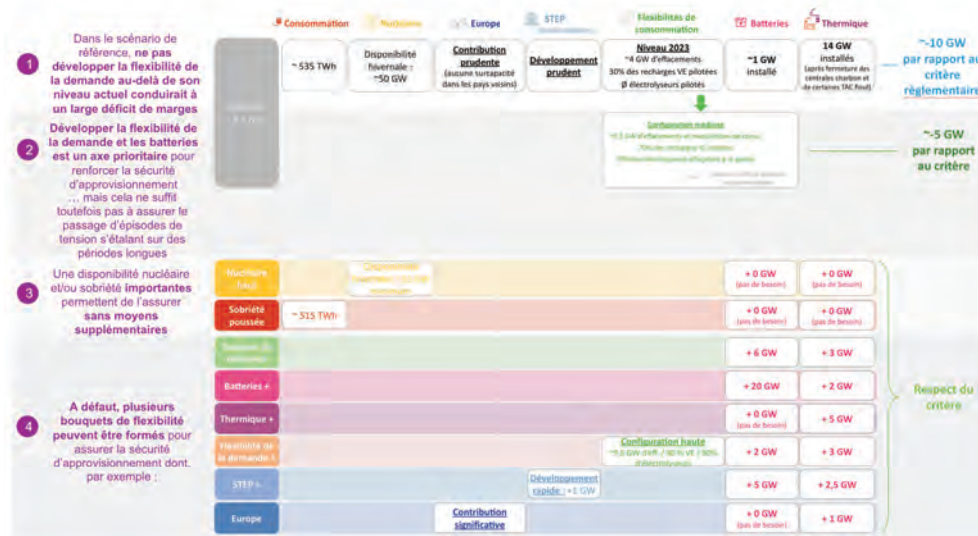 Consommation
Europe
STEP
Flexibilités de
consommation
Batteries
Thermique
1
Dans le scénario de
référence, ne pas
développer la flexibilité de
la demande au-delà de son
niveau actuel conduirait à
un large déficit de marges
~ 535 TWh
Disponibilité
hivernale :
~50 GW
Contribution
prudente
(aucune surcapacité
dans les pays voisins)
Développement
prudent
Niveau 2023
~4 GW d'effacements
30% des recharges VE pilotées
Ø électrolyseurs pilotés
~1 GW
installé
14 GW
installés
(après fermeture des
centrales charbon et
de certaines TAC fioul)
~-10 GW
par rapport au
critère
règlementaire
2
Développer la flexibilité de
la demande et les batteries
est un axe prioritaire pour
renforcer la sécurité
d'approvisionnement
... mais cela ne suffit
toutefois pas à assurer le
passage d'épisodes de
tension s'étalant sur des
périodes longues
Configuration médiane
~-5 GW
par rapport
au critère
3
Une disponibilité nucléaire
et/ou sobriété importantes
permettent de l'assurer
sans moyens
supplémentaires
Nucléaire
haut
+ 0 GW
(pas de besoin)
+ 0 GW
(pas de besoin)
Sobriété
poussée
~ 515 TWh
+ 0 GW
(pas de besoin)
+ 0 GW
(pas de besoin)
4
A défaut, plusieurs
bouquets de flexibilité
peuvent être formés pour
assurer la sécurité
d'approvisionnement dont,
par exemple :
+ 6 GW
+ 3 GW
Batteries +
+ 20 GW
+ 2 GW
Thermique +
+ 0 GW
(pas de besoin)
+ 5 GW
Flexibilité de
la demande +
Configuration haute
+ 2 GW
+ 3 GW
STEP +
Développement
rapide : +1 GW
+ 5 GW
+ 2,5 GW
Europe
Contribution
significative
+ 0 GW
(pas de besoin)
+ 1 GW
Respect du
critère